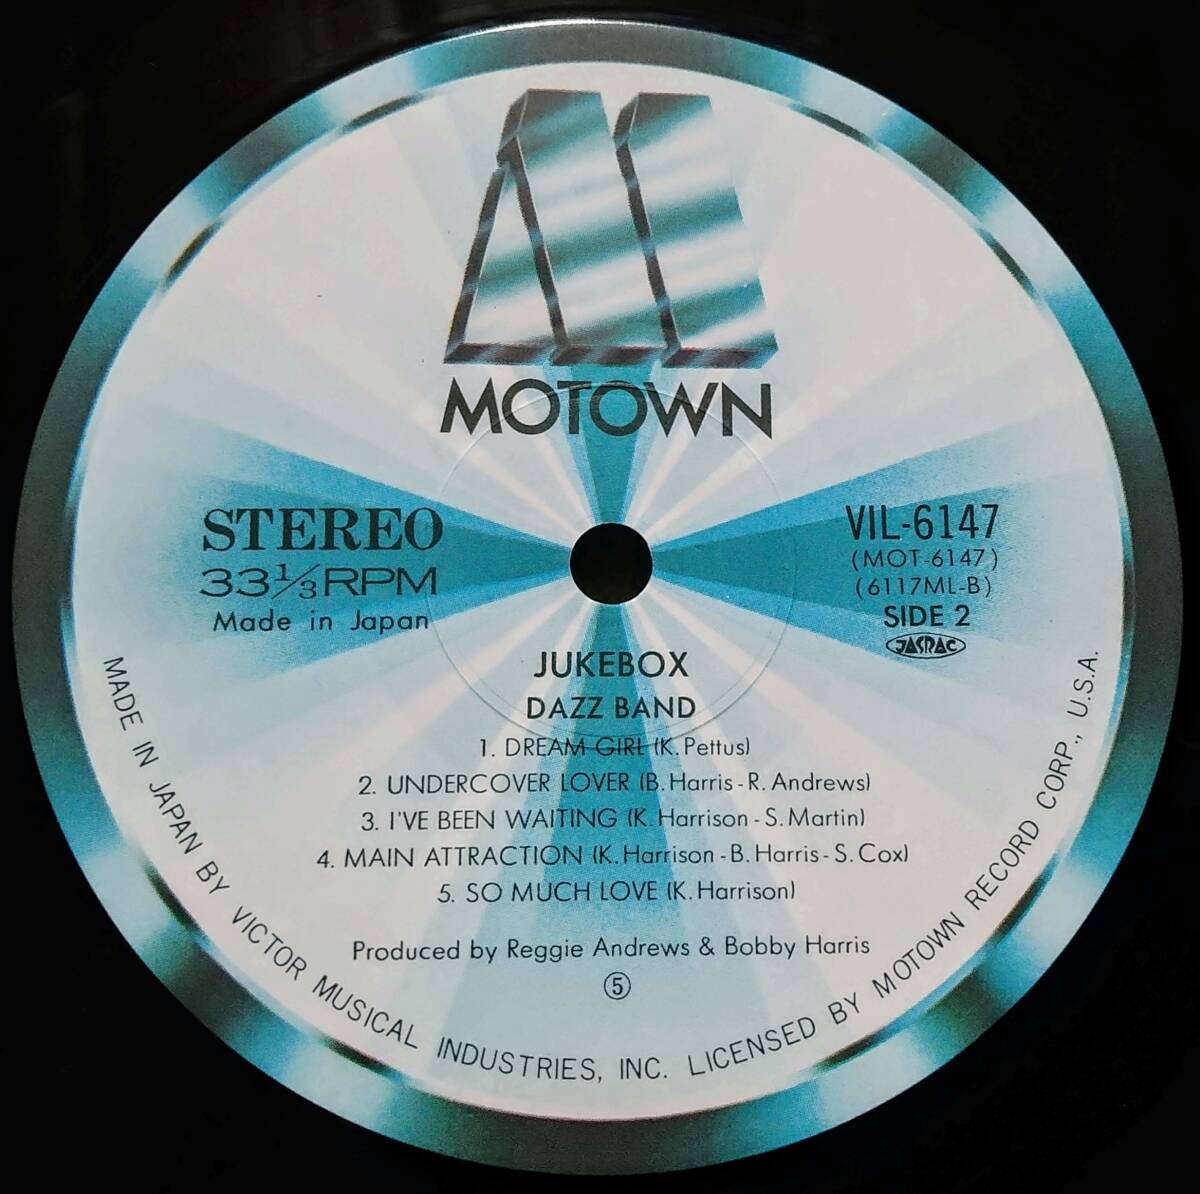 MOTOWN
STEREO
33⅓RPM
Made in Japan
VIL-6147
(MOT-6147)
(6117ML-B)
SIDE 2
JASRAC
JUKEBOX
DAZZ BAND
1. DREAM GIRL (K. Pettus)
2. UNDERCOVER LOVER (B. Harris - R. Andrews)
3. I'VE BEEN WAITING (K. Harrison - S. Martin)
4. MAIN ATTRACTION (K. Harrison - B. Harris - S. Cox)
5. SO MUCH LOVE (K. Harrison)
Produced by Reggie Andrews & Bobby Harris
⑤
MADE IN JAPAN BY VICTOR MUSICAL INDUSTRIES, INC. LICENSED BY MOTOWN RECORD CORP., U.S.A.